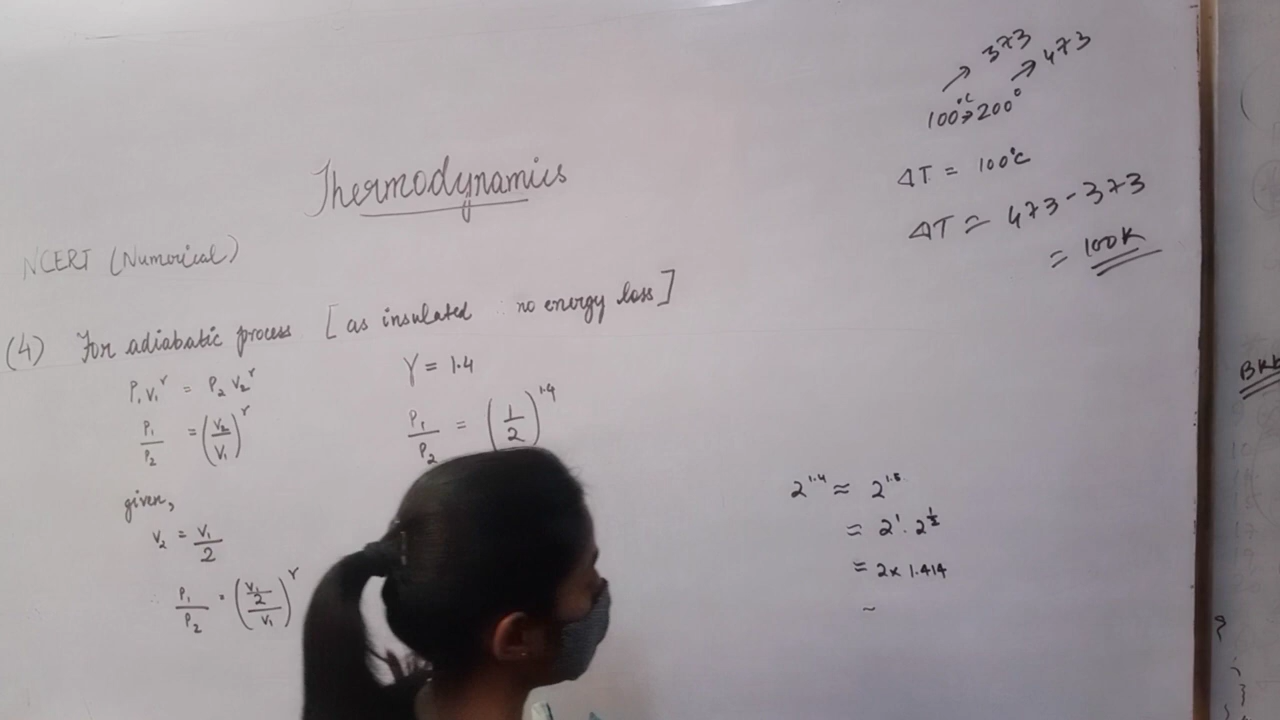 Thermodynamics
NCERT (Numerical)
(4) For adiabatic process [as insulated ∴ no energy loss]
P₁V₁^γ = P₂V₂^γ
P₁/P₂ = (V₂/V₁)^γ
given,
V₂ = V₁/2
∴ P₁/P₂ = ((V₁/2)/V₁)^γ
γ = 1.4
P₁/P₂ = (1/2)^1.4
→ 373
→ 473
100°C → 200°
ΔT = 100°C
ΔT = 473 - 373
= 100K
2^1.4 ≈ 2^1.5
≈ 2^1 . 2^½
= 2 x 1.414
~